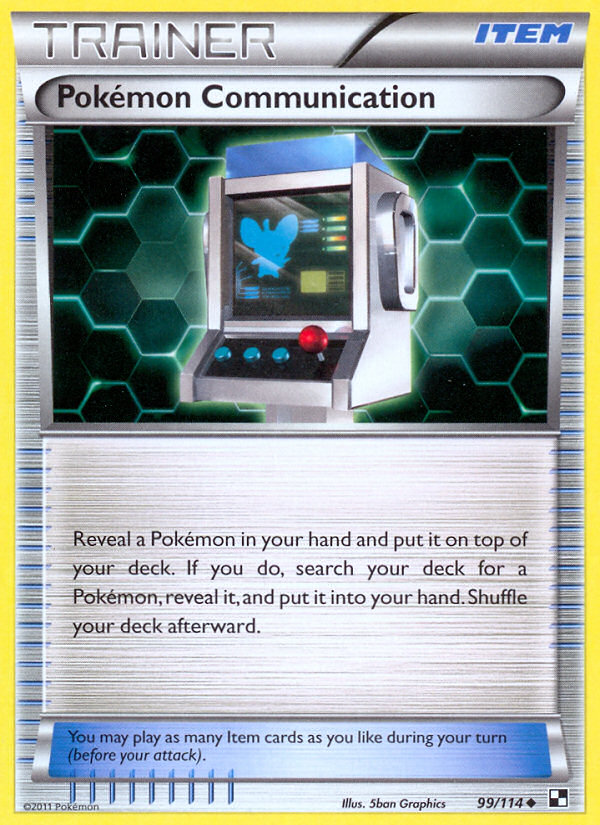 TRAINER
ITEM
Pokémon Communication
Reveal a Pokémon in your hand and put it on top of
your deck. If you do, search your deck for a
Pokémon, reveal it, and put it into your hand. Shuffle
your deck afterward.
You may play as many Item cards as you like during your turn
(before your attack).
©2011 Pokémon
Illus. 5ban Graphics
99/114